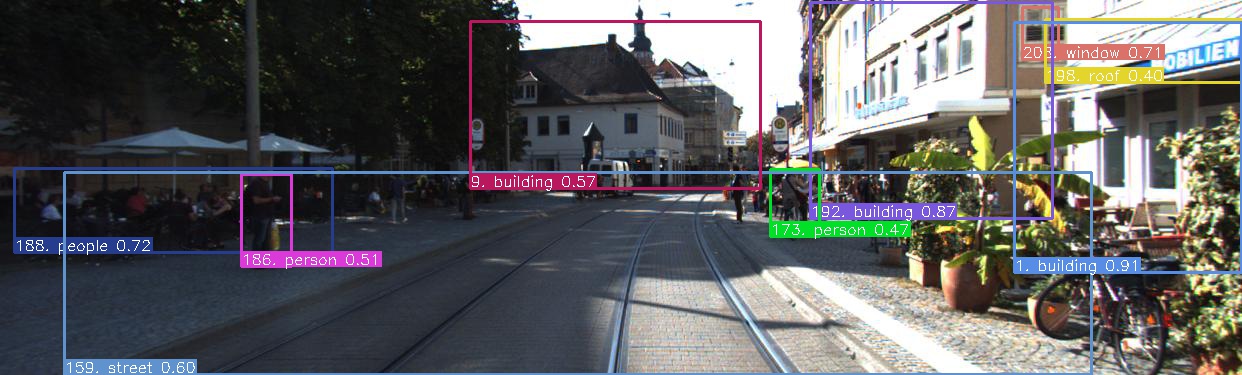 208. window 0.71
OBILIEN
198. roof 0.40
9. building 0.57
192. building 0.87
173. person 0.47
188. people 0.72
186. person 0.51
1. building 0.91
159. street 0.60